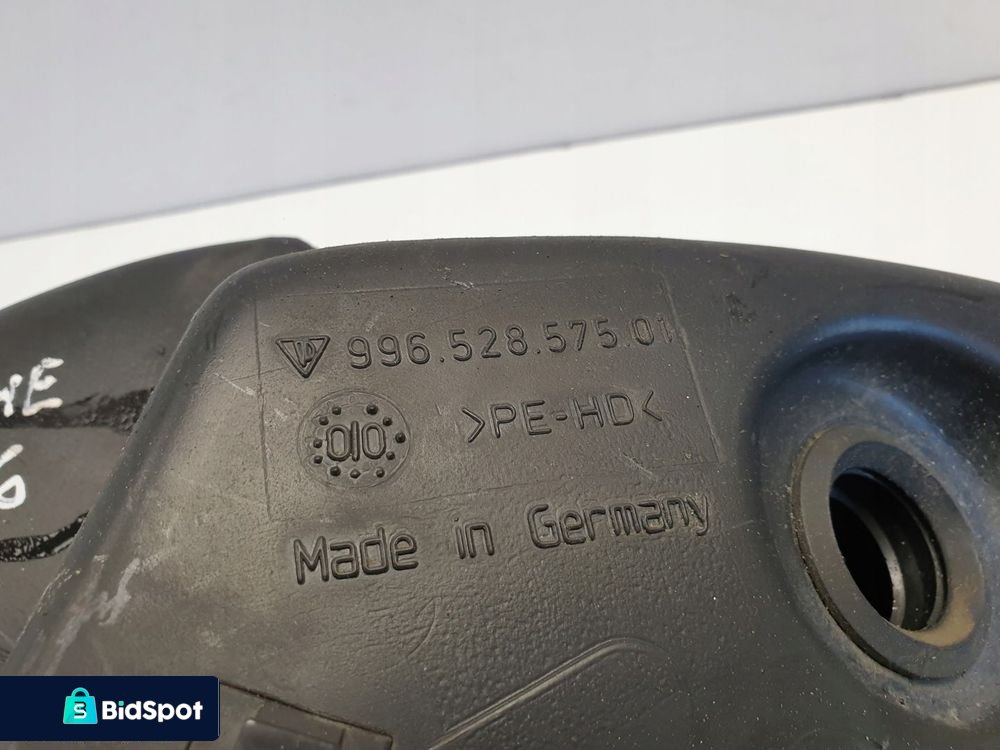 996.528.575.01
>PE-HD<
Made in Germany
BidSpot